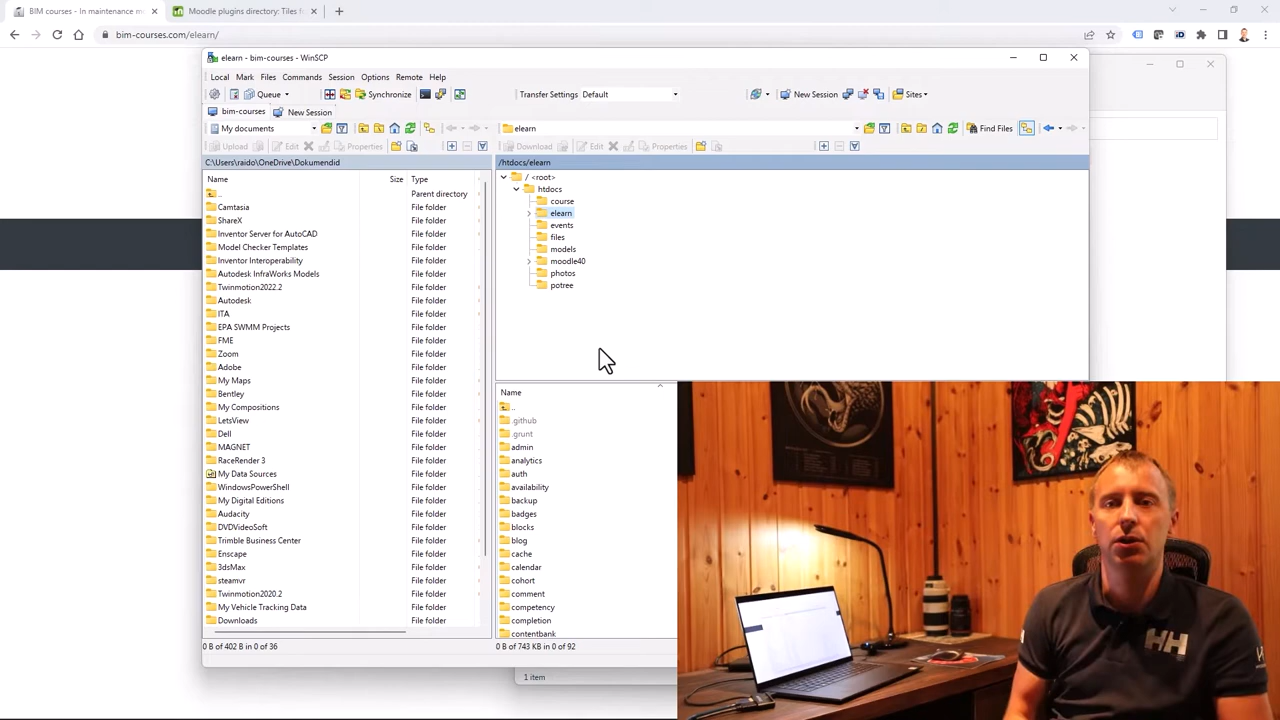 BIM courses - In maintenance m
Moodle plugins directory: Tiles f
bim-courses.com/elearn/
elearn - bim-courses - WinSCP
Local Mark Files Commands Session Options Remote Help
Queue Synchronize Transfer Settings Default New Session Sites
bim-courses New Session
My documents elearn Find Files
Upload Edit Properties Download Edit Properties
C:\Users\raido\OneDrive\Dokumendid /htdocs/elearn
Name Size Type
.. Parent directory
Camtasia File folder
ShareX File folder
Inventor Server for AutoCAD File folder
Model Checker Templates File folder
Inventor Interoperability File folder
Autodesk InfraWorks Models File folder
Twinmotion2022.2 File folder
Autodesk File folder
ITA File folder
EPA SWMM Projects File folder
FME File folder
Zoom File folder
Adobe File folder
My Maps File folder
Bentley File folder
My Compositions File folder
LetsView File folder
Dell File folder
MAGNET File folder
RaceRender 3 File folder
My Data Sources File folder
WindowsPowerShell File folder
My Digital Editions File folder
Audacity File folder
DVDVideoSoft File folder
Trimble Business Center File folder
Enscape File folder
3dsMax File folder
steamvr File folder
Twinmotion2020.2 File folder
My Vehicle Tracking Data File folder
Downloads File folder
0 B of 402 B in 0 of 36
/ <root>
htdocs
course
elearn
events
files
models
moodle40
photos
potree
Name
..
.github
.grunt
admin
analytics
auth
availability
backup
badges
blocks
blog
cache
calendar
cohort
comment
competency
completion
contentbank
0 B of 743 KB in 0 of 92
1 item
HH